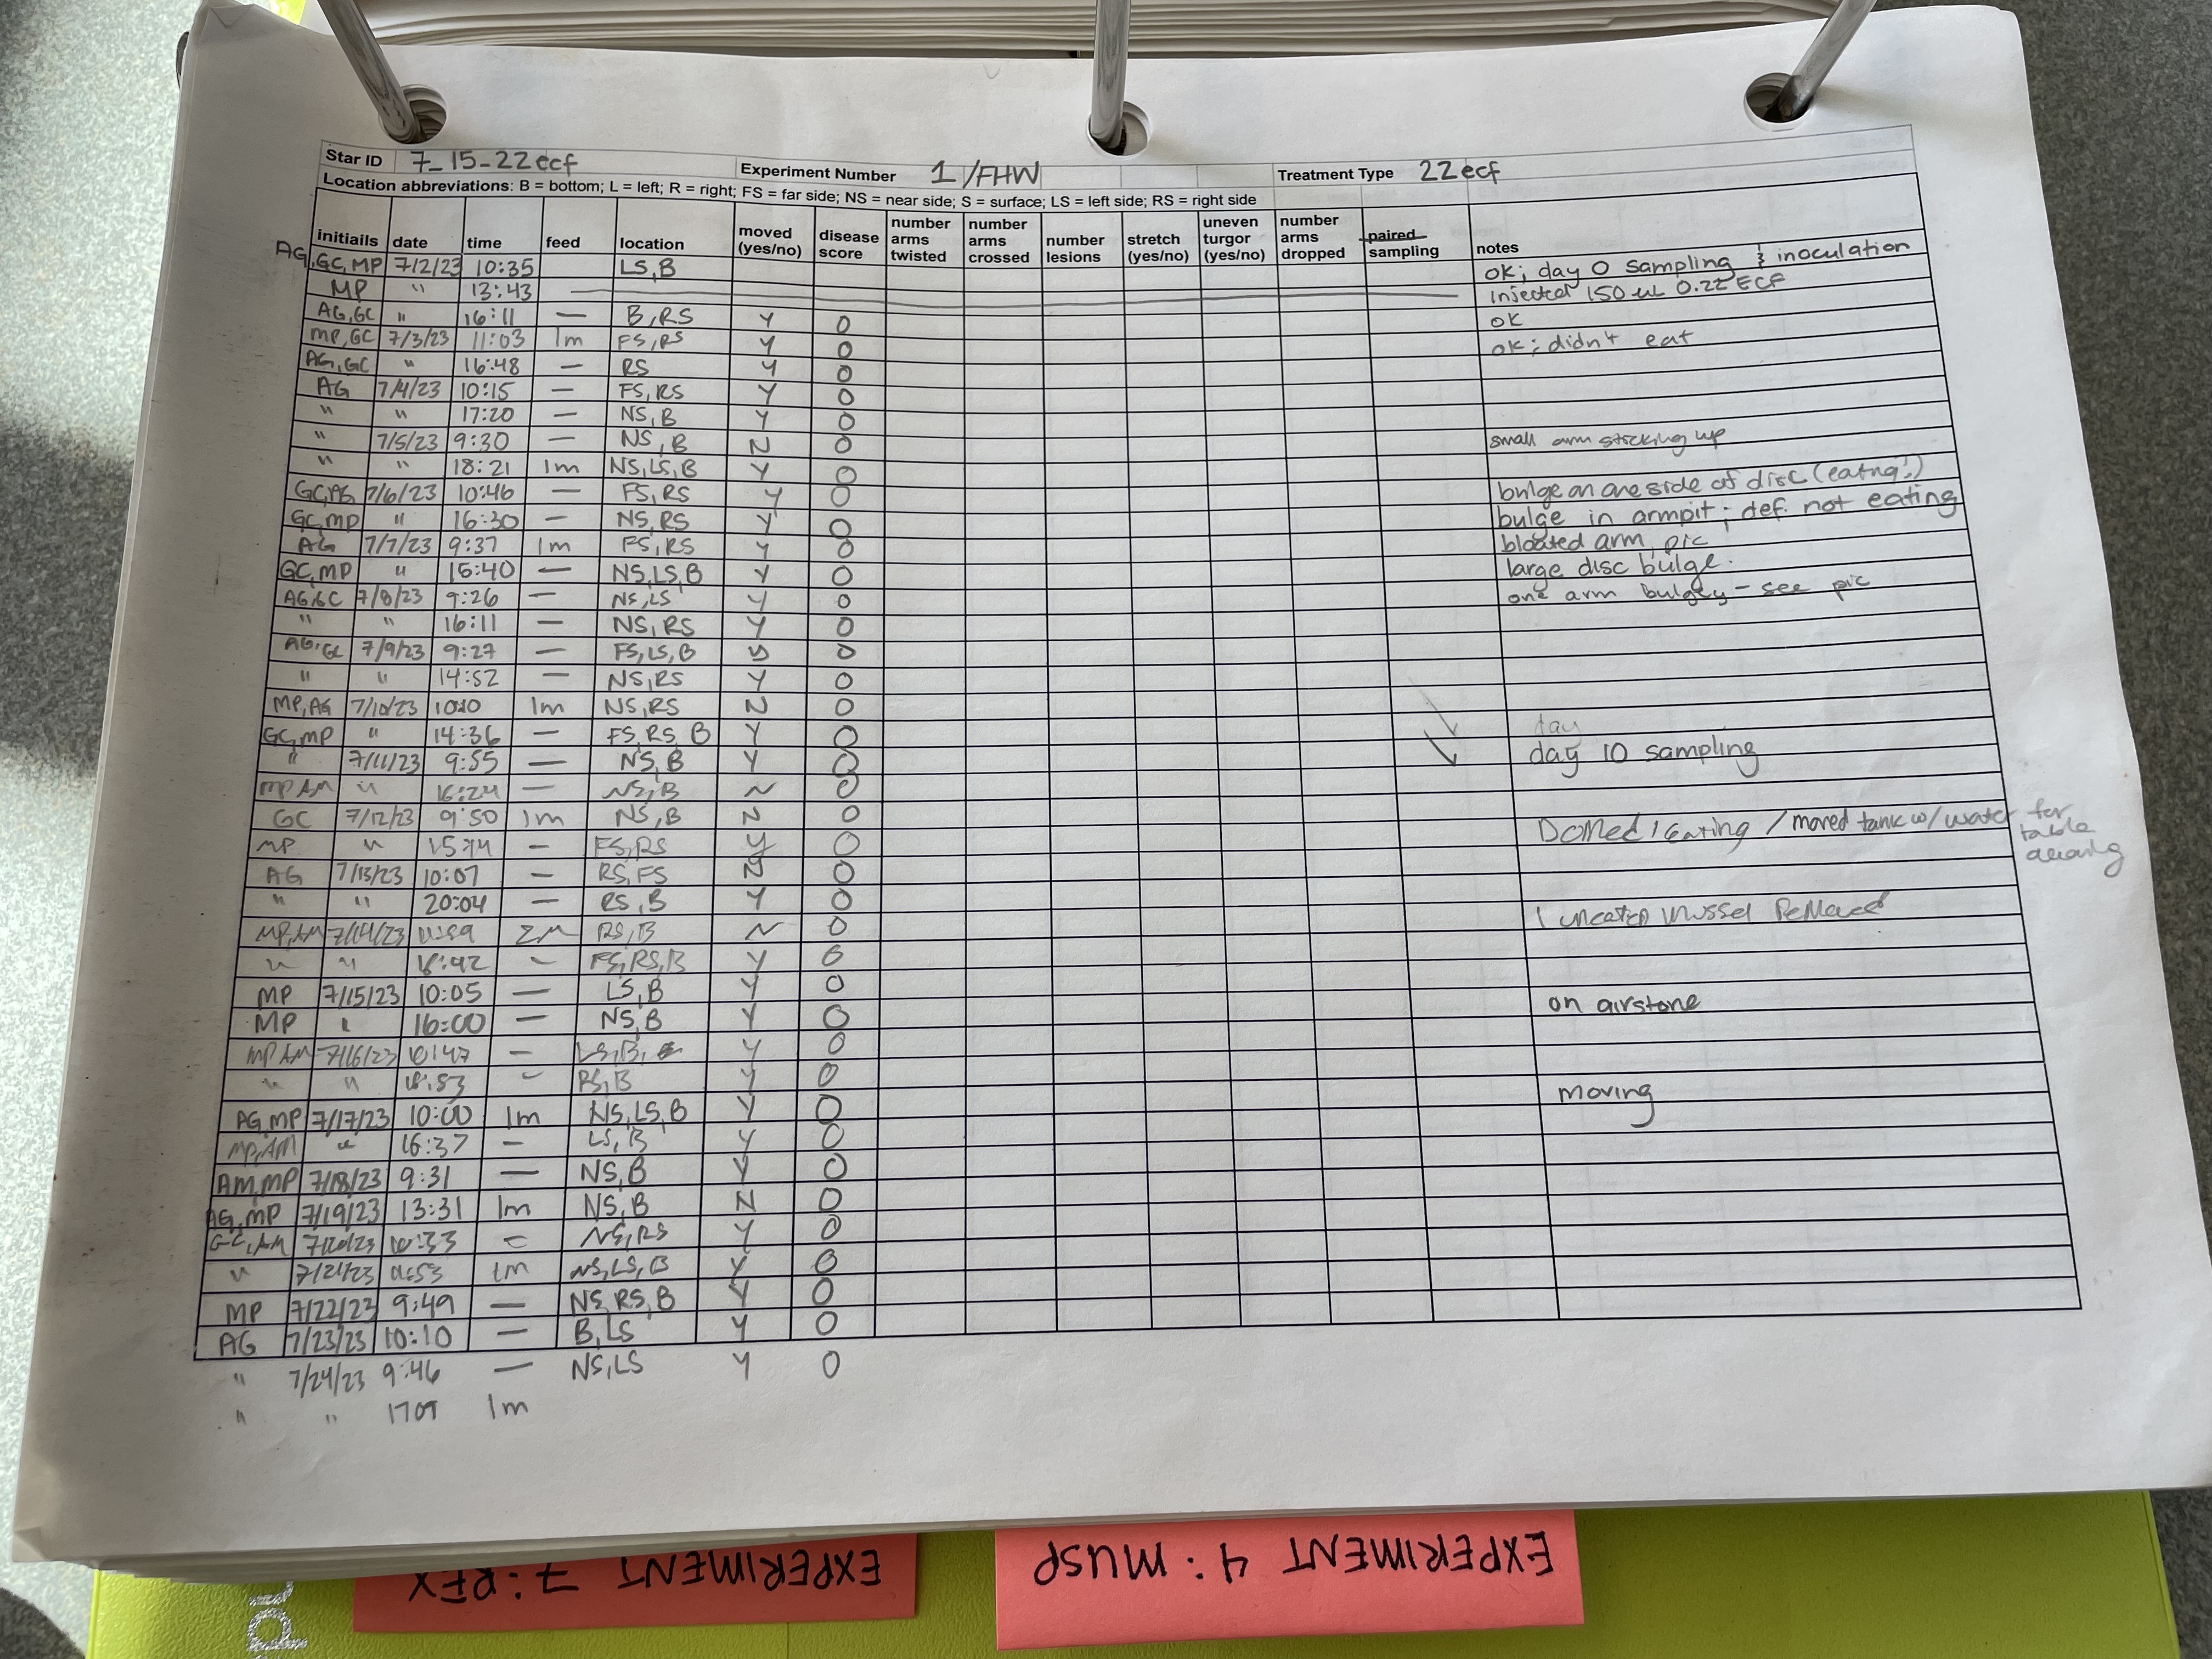 Star ID 7_15-22ecf Experiment Number 1/FHW Treatment Type 22ecf
Location abbreviations: B = bottom; L = left; R = right; FS = far side; NS = near side; S = surface; LS = left side; RS = right side
initiails date time feed location moved (yes/no) disease score number arms twisted number arms crossed number lesions stretch (yes/no) uneven turgor (yes/no) number arms dropped paired sampling notes
AG,GC,MP 7/2/23 10:35 LS,B ok; day 0 sampling & inoculation
MP " 13:43 injected 150 uL 0.22 ECF
AG,GC " 16:11 — B,RS Y 0 ok
MP,GC 7/3/23 11:03 1m FS,RS Y 0 ok; didn't eat
AG,GC " 16:48 — RS Y 0
AG 7/4/23 10:15 — FS,RS Y 0
" " 17:20 — NS,B Y 0
" 7/5/23 9:30 — NS,B N 0 small arm sticking up
" " 18:21 1m NS,LS,B Y 0
GC,AG 7/6/23 10:46 — FS,RS Y 0 bulge on one side of disc (eating?)
GC,MP " 16:30 — NS,RS Y 0 bulge in armpit; def. not eating
AG 7/7/23 9:37 1m FS,RS Y 0 bloated arm, pic
GC,MP " 15:40 — NS,LS,B Y 0 large disc bulge.
AG,GC 7/8/23 9:26 — NS,LS Y 0 one arm bulgey - see pic
" " 16:11 — NS,RS Y 0
AG,GC 7/9/23 9:27 — FS,LS,B 0
" " 14:52 — NS,RS Y 0
MP,AG 7/10/23 1m NS,RS N 0
GC,MP " 14:36 — FS,RS,B Y 0 day
" 7/11/23 9:55 — NS,B Y 0 day 10 sampling
MP,AM " 16:24 — NS,B N 0
GC 7/12/23 9:50 1m NS,B N 0 Domed/eating / moved tank w/ water for table
MP " 15:14 — FS,RS Y 0
AG 7/13/23 10:07 — RS,FS N 0
" " 20:04 — RS,B Y 0
MP,AM 7/14/23 RS,B N 0 1 uneaten mussel removed
" " — FS,RS,B Y 0
MP 7/15/23 10:05 — LS,B Y 0
MP " 16:00 — NS,B Y 0 on airstone
MP,AM 7/16/23 — LS,B, Y 0
" " — RS,B Y 0
AG,MP 7/17/23 10:00 1m NS,LS,B Y 0 moving
MP,AM " 16:37 — LS,B Y 0
AM,MP 7/18/23 9:31 — NS,B Y 0
AG,MP 7/19/23 13:31 1m NS,B N 0
GC,AM 7/20/23 10:33 — NS,RS Y 0
" 7/21/23 1m NS,LS,B Y 0
MP 7/22/23 9:49 — NS,RS,B Y 0
AG 7/23/23 10:10 — B,LS Y 0
" 7/24/23 9:46 — NS,LS Y 0
" " 1m
EXPERIMENT 7: REX
EXPERIMENT 4: MUSP